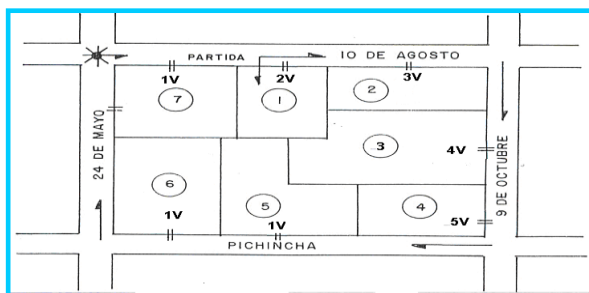 PARTIDA
10 DE AGOSTO
1V
2V
3V
7
1
2
24 DE MAYO
3
4V
9 DE OCTUBRE
6
5
4
1V
1V
5V
PICHINCHA